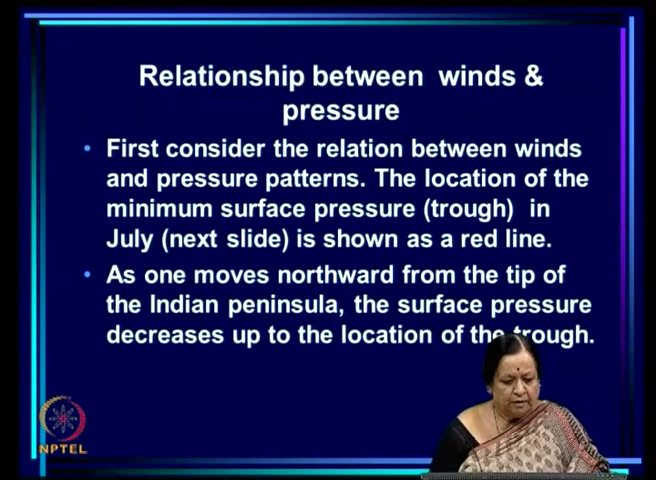 Relationship between winds &
pressure
• First consider the relation between winds
and pressure patterns. The location of the
minimum surface pressure (trough) in
July (next slide) is shown as a red line.
• As one moves northward from the tip of
the Indian peninsula, the surface pressure
decreases up to the location of the trough.
NPTEL